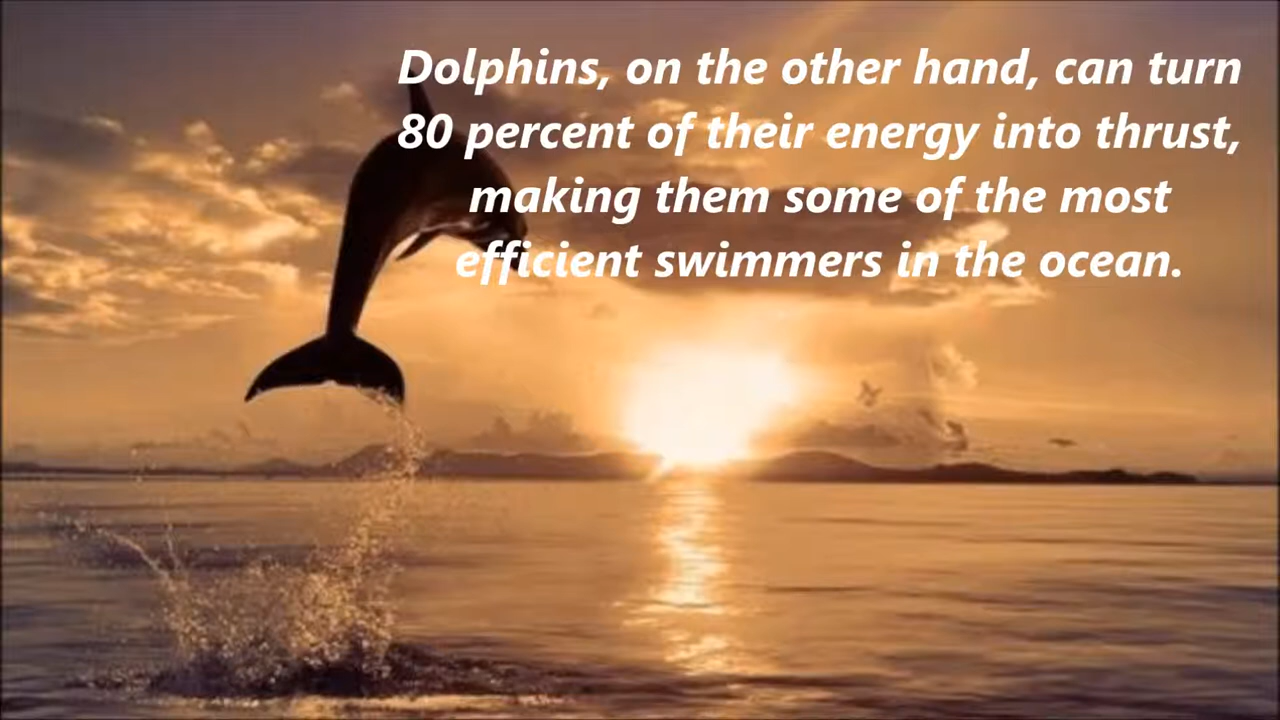 Dolphins, on the other hand, can turn
80 percent of their energy into thrust,
making them some of the most
efficient swimmers in the ocean.